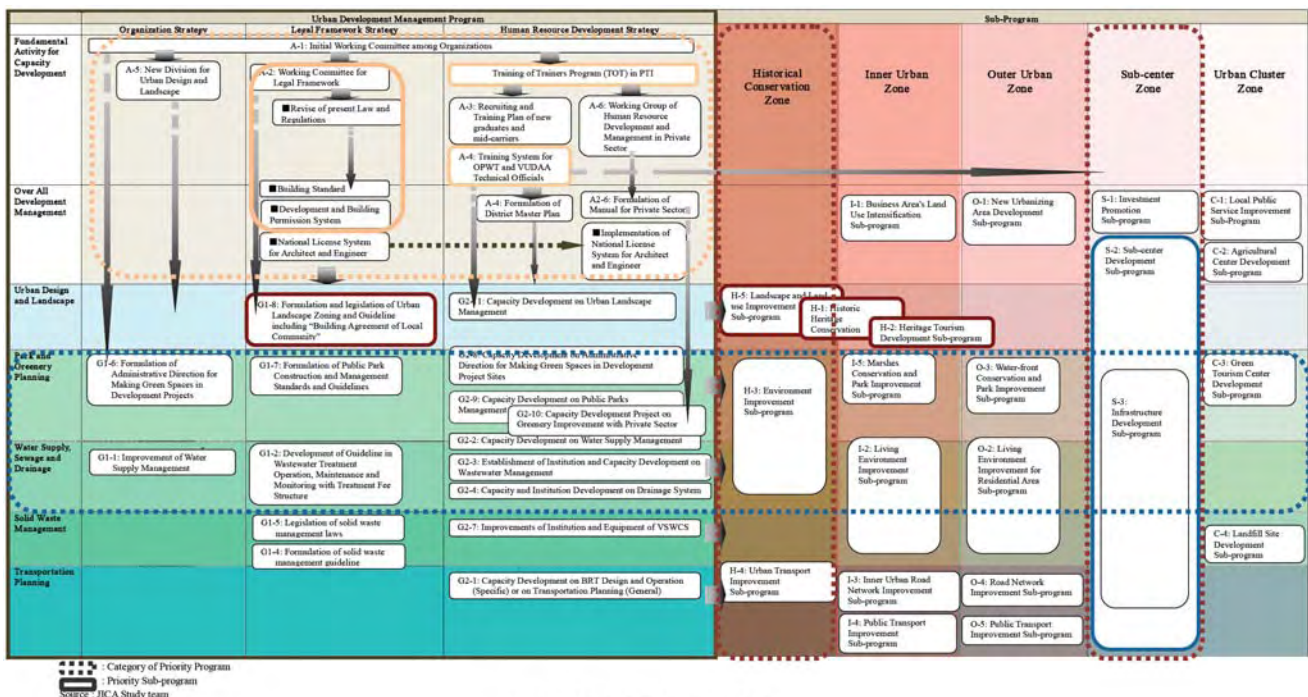 Urban Development Management Program
Sub-Program
Organization Strategy
Legal Framework Strategy
Human Resource Development Strategy
Fundamental
Activity for
Capacity
Development
A-1: Initial Working Committee among Organizations
A-5: New Division for
Urban Design and
Landscape
A-2: Working Committee for
Legal Framework
■Revise of present Law and
Regulations
Training of Trainers Program (TOT) in PTI
A-3: Recruiting and
Training Plan of new
graduates and
mid-carriers
A-6: Working Group of
Human Resource
Development and
Management in Private
Sector
A-4: Training System for
OPWT and VUDAA
Technical Officials
Historical
Conservation
Zone
Inner Urban
Zone
Outer Urban
Zone
Sub-center
Zone
Urban Cluster
Zone
Over All
Development
Management
■Building Standard
■Development and Building
Permission System
■National License System
for Architect and Engineer
A-4: Formulation of
District Master Plan
A2-6: Formulation of
Manual for Private Sector
■Implementation of
National License
System for Architect
and Engineer
I-1: Business Area's Land
Use Intensification
Sub-program
O-1: New Urbanizing
Area Development
Sub-program
S-1: Investment
Promotion
Sub-program
S-2: Sub-center
Development
Sub-program
C-1: Local Public
Service Improvement
Sub-Program
C-2: Agricultural
Center Development
Sub-program
Urban Design
and Landscape
G1-8: Formulation and legislation of Urban
Landscape Zoning and Guideline
including "Building Agreement of Local
Community"
G2-11: Capacity Development on Urban Landscape
Management
H-5: Landscape and Land
use Improvement
Sub-program
H-1: Historic
Heritage
Conservation
H-2: Heritage Tourism
Development Sub-program
Park and
Greenery
Planning
G1-6: Formulation of
Administrative Direction for
Making Green Spaces in
Development Projects
G1-7: Formulation of Public Park
Construction and Management
Standards and Guidelines
G2-8: Capacity Development on Administrative
Direction for Making Green Spaces in Development
Project Sites
G2-9: Capacity Development on Public Parks
Management
G2-10: Capacity Development Project on
Greenery Improvement with Private Sector
H-3: Environment
Improvement
Sub-program
I-5: Marshes
Conservation and
Park Improvement
Sub-program
O-3: Water-front
Conservation and
Park Improvement
Sub-program
S-3:
Infrastructure
Development
Sub-program
C-3: Green
Tourism Center
Development
Sub-program
Water Supply,
Sewage and
Drainage
G1-1: Improvement of Water
Supply Management
G1-2: Development of Guideline in
Wastewater Treatment
Operation, Maintenance and
Monitoring with Treatment For
Structure
G2-2: Capacity Development on Water Supply Management
G2-3: Establishment of Institution and Capacity Development on
Wastewater Management
G2-4: Capacity and Institution Development on Drainage System
I-2: Living
Environment
Improvement
Sub-program
O-2: Living
Environment
Improvement for
Residential Area
Sub-program
Solid Waste
Management
G1-5: Legislation of solid waste
management laws
G1-4: Formulation of solid waste
management guideline
G2-7: Improvements of Institution and Equipment of VSWCS
C-4: Landfill Site
Development
Sub-program
Transportation
Planning
G2-1: Capacity Development on BRT Design and Operation
(Specific) or on Transportation Planning (General)
H-4: Urban Transport
Improvement
Sub-program
I-3: Inner Urban Road
Network Improvement
Sub-program
I-4: Public Transport
Improvement
Sub-program
O-4: Road Network
Improvement Sub-program
O-5: Public Transport
Improvement Sub-program
: Category of Priority Program
: Priority Sub-program
Source : JICA Study team